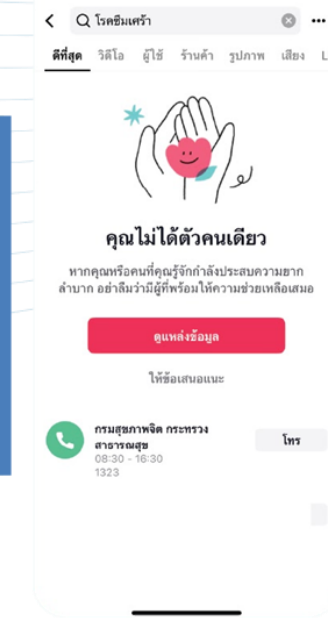 โรคซึมเศร้า
ดีที่สุด วิดีโอ ผู้ใช้ ร้านค้า รูปภาพ เสียง L
คุณไม่ได้ตัวคนเดียว
หากคุณหรือคนที่คุณรู้จักกำลังประสบความยาก
ลำบาก อย่าลืมว่ามีผู้ที่พร้อมให้ความช่วยเหลือเสมอ
ดูแหล่งข้อมูล
ให้ข้อเสนอแนะ
กรมสุขภาพจิต กระทรวง
สาธารณสุข
08:30 - 16:30
1323
โทร